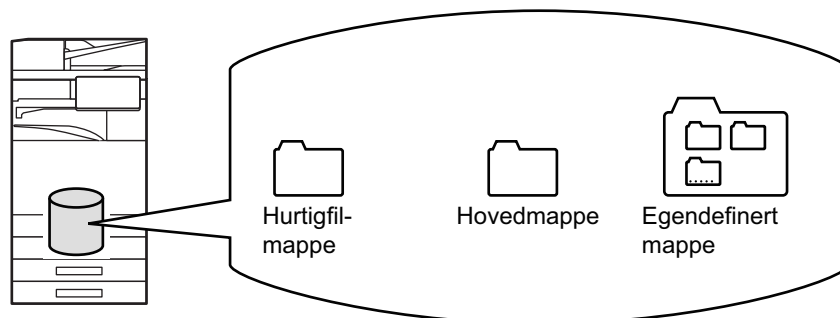 Hurtigfil-
mappe
Hovedmappe
Egendefinert
mappe